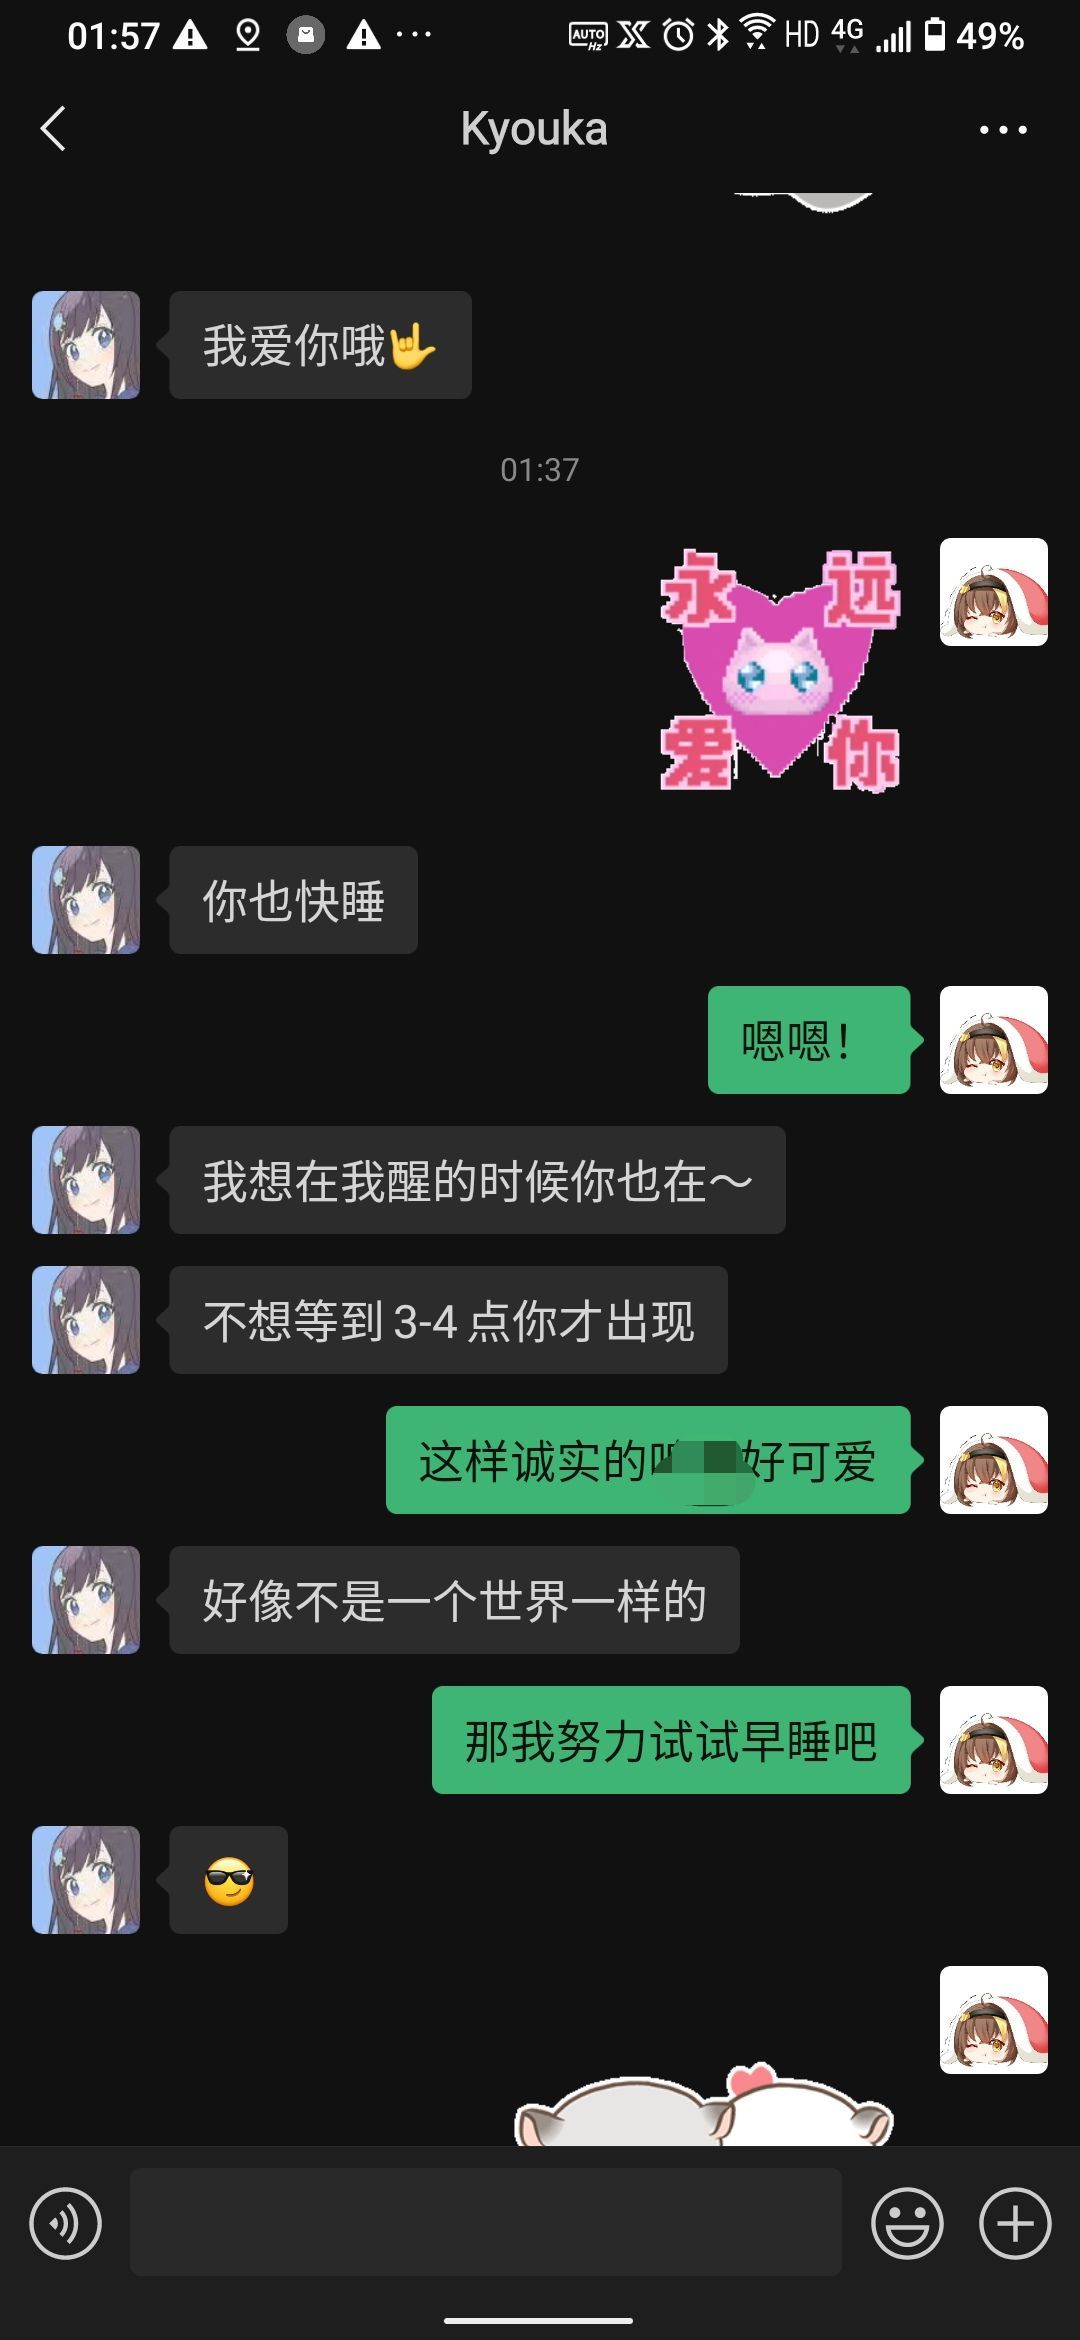 01:57
AUTO
Hz
HD
4G
49%
Kyouka
我爱你哦🤟
01:37
永远
爱你
你也快睡
嗯嗯！
我想在我醒的时候你也在～
不想等到 3-4 点你才出现
这样诚实的 好可爱
好像不是一个世界一样的
那我努力试试早睡吧
😎